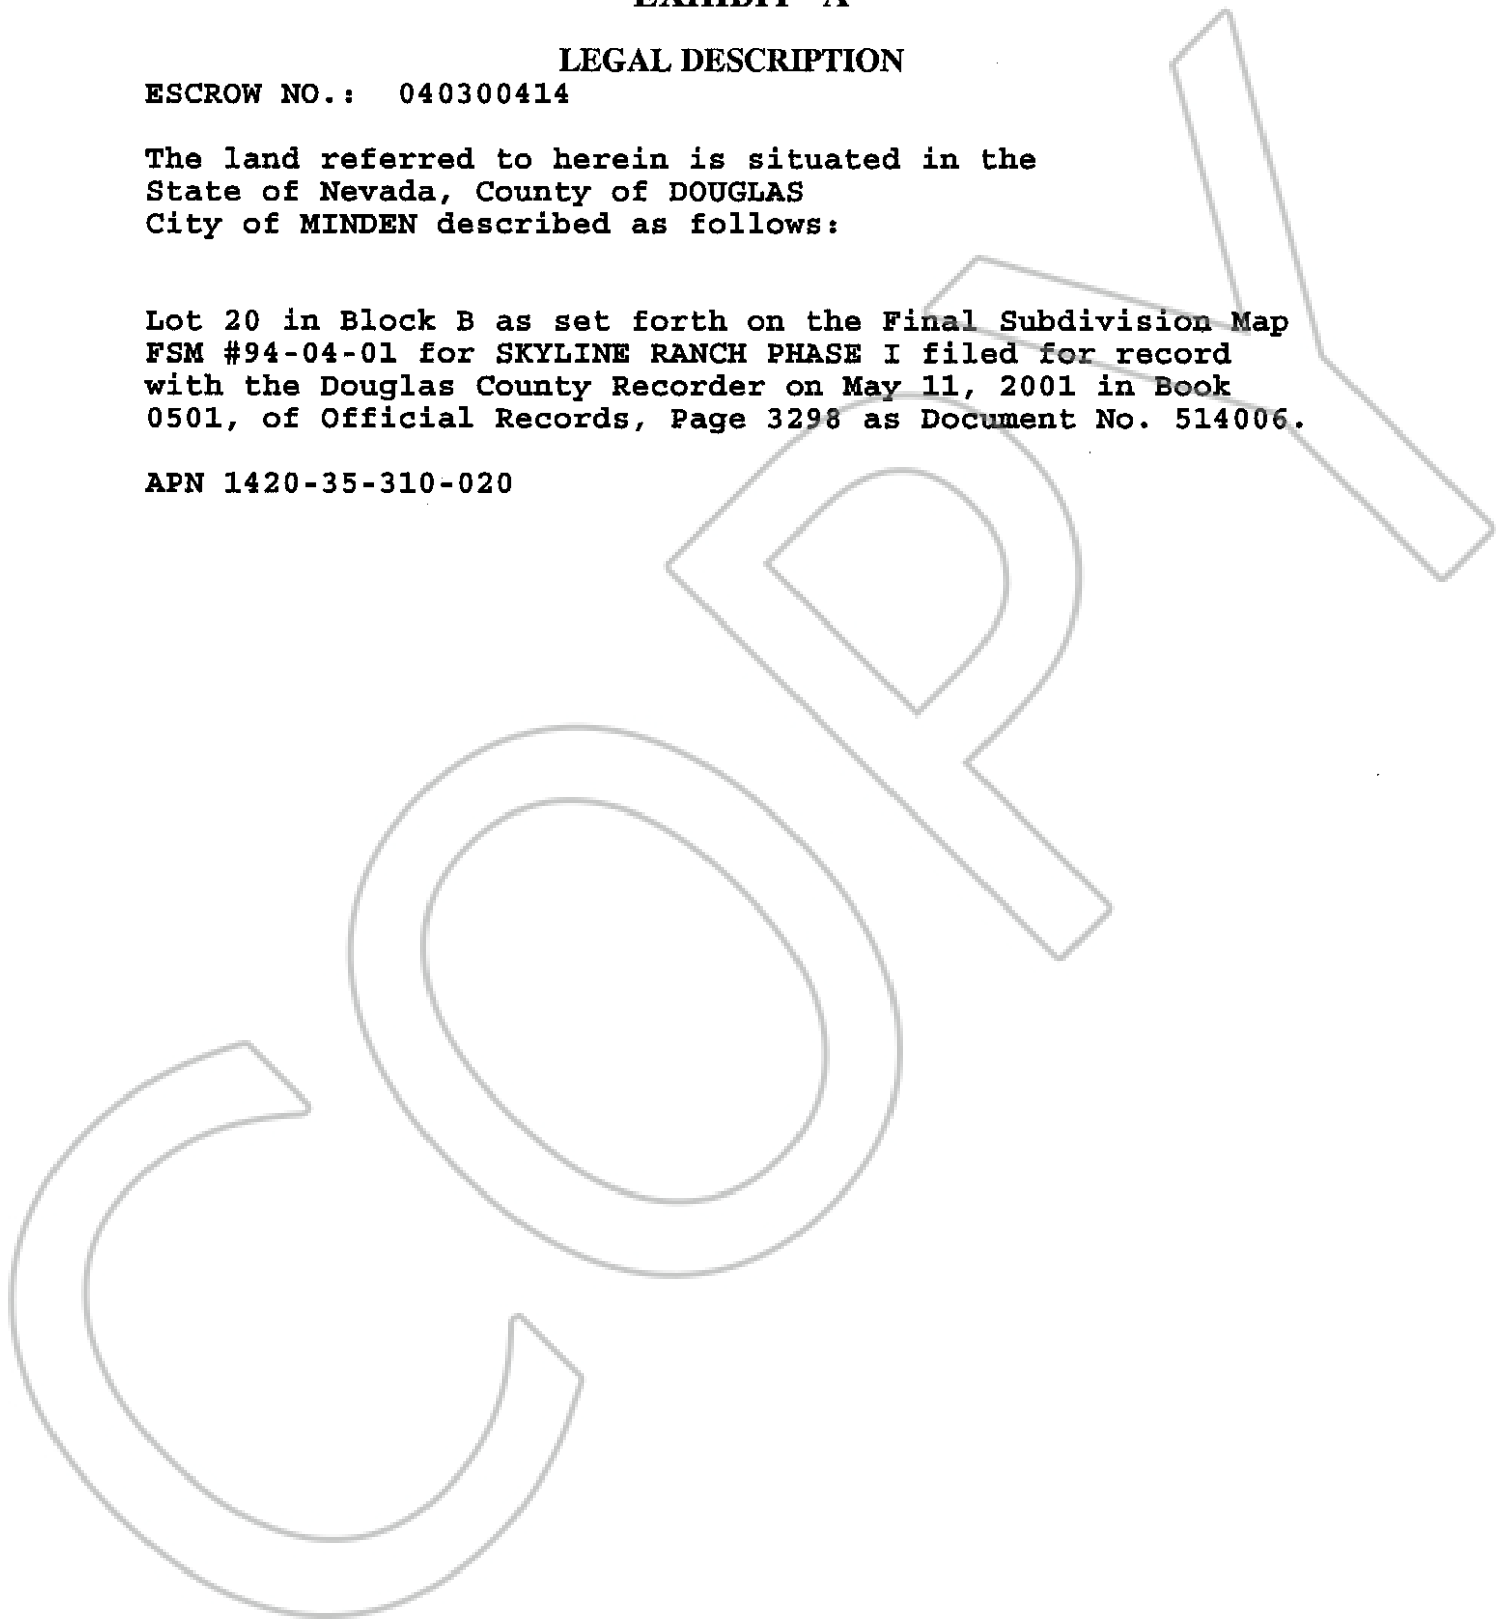 EXHIBIT "A"
LEGAL DESCRIPTION
ESCROW NO.: 040300414
The land referred to herein is situated in the
State of Nevada, County of DOUGLAS
City of MINDEN described as follows:
Lot 20 in Block B as set forth on the Final Subdivision Map
FSM #94-04-01 for SKYLINE RANCH PHASE I filed for record
with the Douglas County Recorder on May 11, 2001 in Book
0501, of Official Records, Page 3298 as Document No. 514006.
APN 1420-35-310-020
COPY